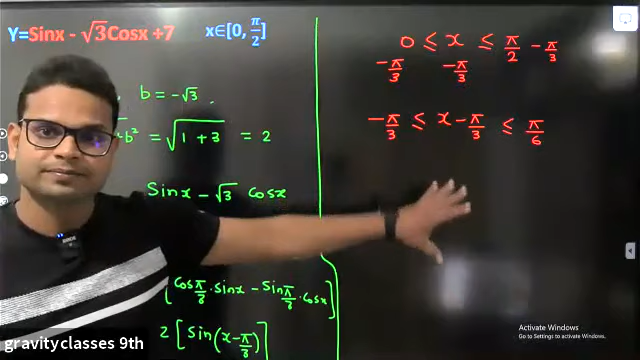 Y=Sinx - √3Cosx +7 x∈[0, π/2]
b = -√3
b² = √(1 + 3) = 2
Sinx - √3 Cosx
[Cos π/3 · Sinx - Sin π/3 · Cosx]
2 [Sin(x - π/3)]
0 ≤ x ≤ π/2 - π/3
-π/3 -π/3
-π/3 ≤ x - π/3 ≤ π/6
gravityclasses 9th
Activate Windows
Go to Settings to activate Windows.